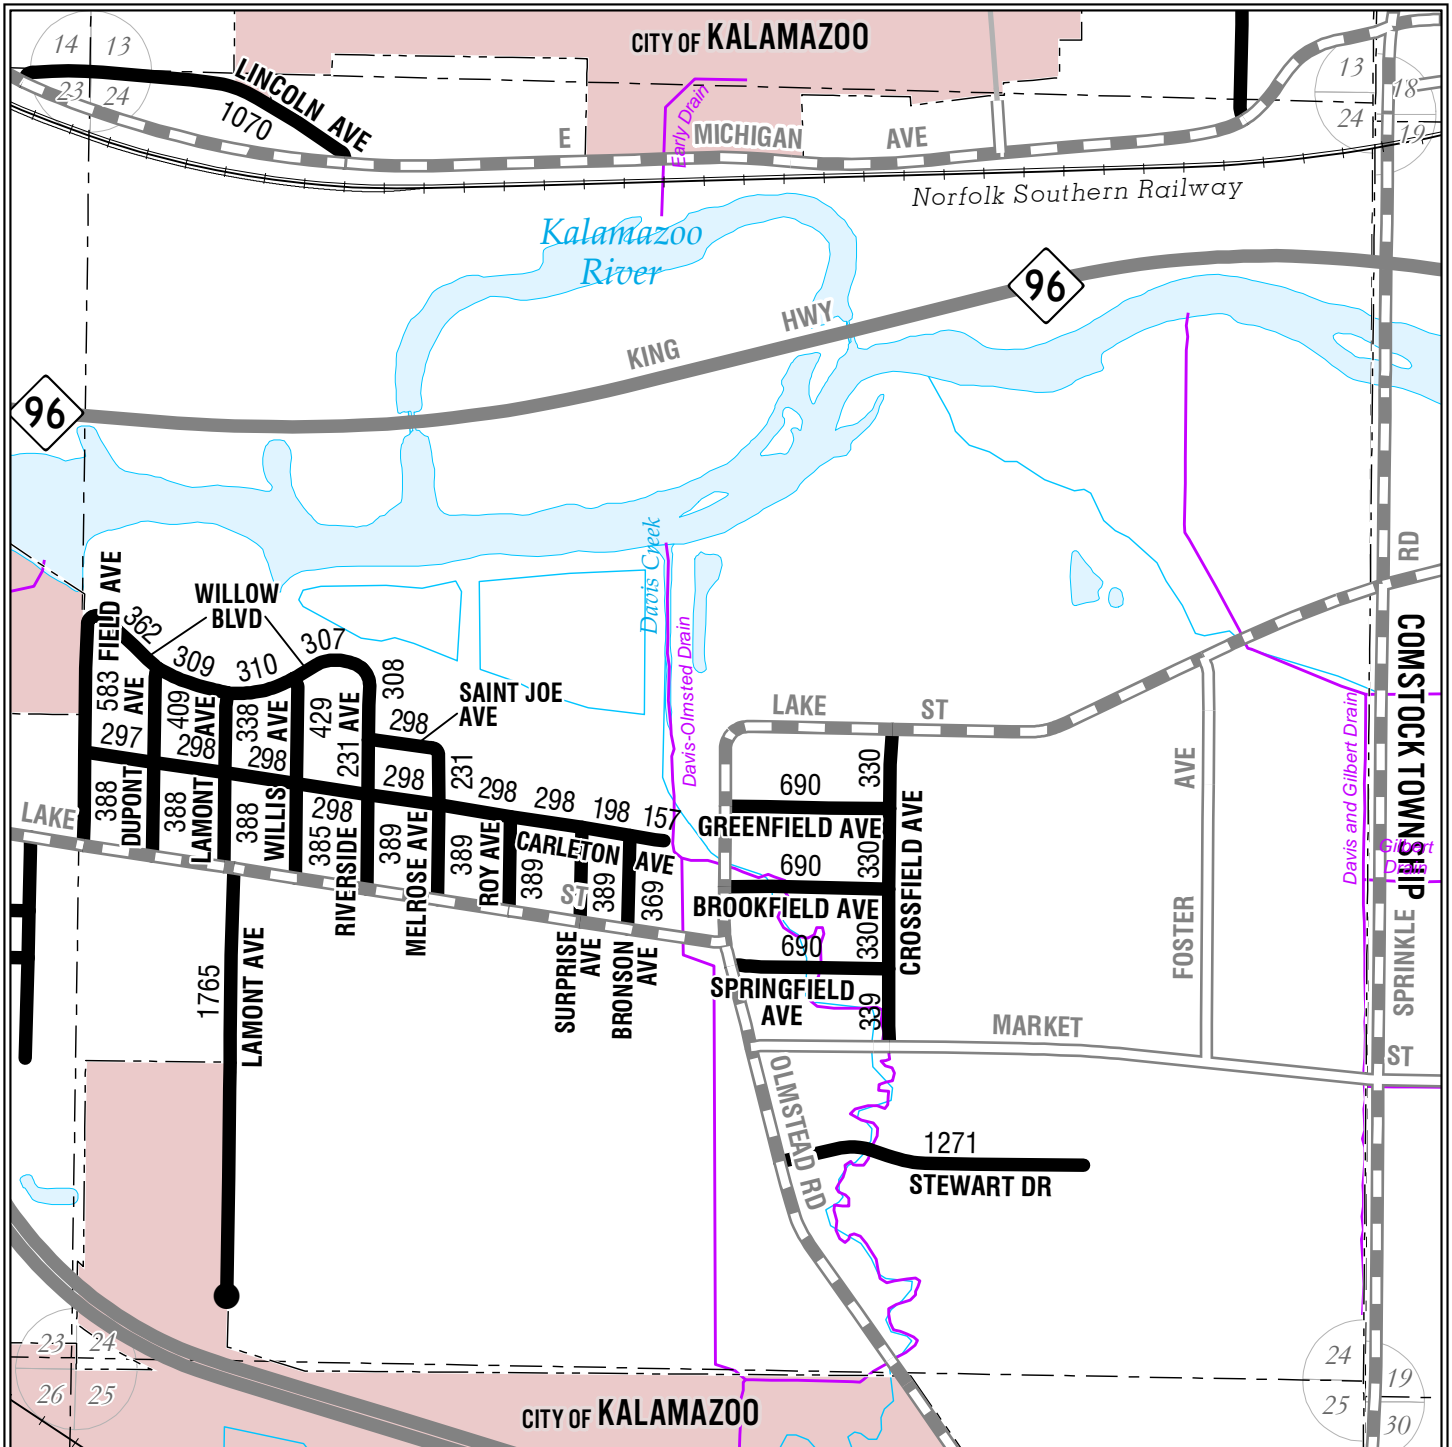 CITY OF KALAMAZOO
14
13
23
24
LINCOLN AVE
1070
E MICHIGAN AVE
Early Drain
13
18
24
19
Norfolk Southern Railway
Kalamazoo
River
96
KING HWY
96
Davis Creek
RD
FIELD AVE
WILLOW
BLVD
362
309
310
307
308
583
409
338
429
231
AVE
AVE
AVE
AVE
SAINT JOE
AVE
298
297
298
298
298
298
231
298
298
198
157
388
DUPONT
388
LAMONT
388
WILLIS
385
RIVERSIDE
389
MELROSE AVE
389
ROY AVE
389
CARLETON AVE
389
369
LAKE ST
SURPRISE
AVE
BRONSON
AVE
Davis-Olmsted Drain
LAKE ST
330
690
GREENFIELD AVE
330
690
BROOKFIELD AVE
330
690
SPRINGFIELD
AVE
339
CROSSFIELD AVE
FOSTER AVE
Davis and Gilbert Drain
Gilbert
Drain
COMSTOCK TOWNSHIP
SPRINKLE
MARKET ST
1765
LAMONT AVE
OLMSTEAD RD
1271
STEWART DR
23
24
26
25
CITY OF KALAMAZOO
24
19
25
30